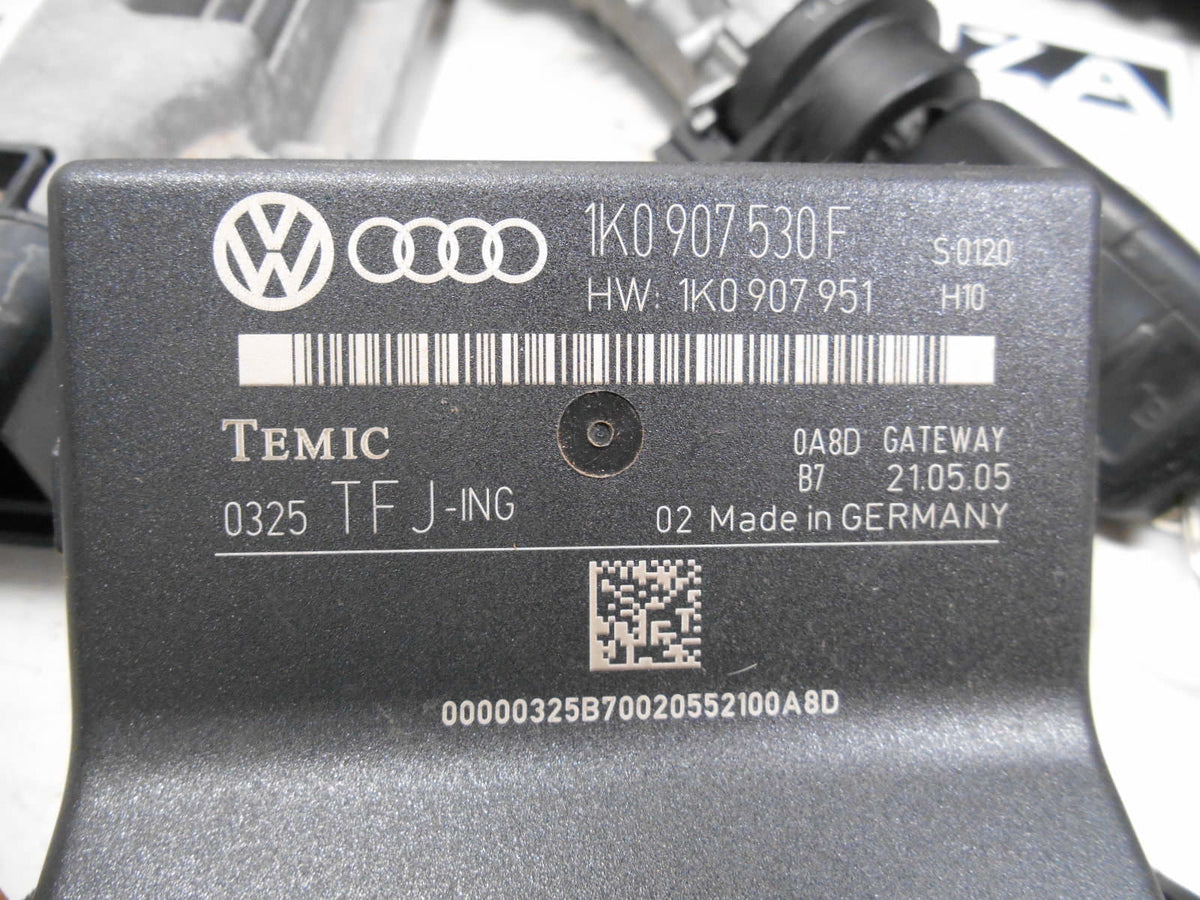 1K0 907 530 F S 0120
HW: 1K0 907 951 H10
TEMIC
0A8D GATEWAY
B7 21.05.05
0325 TFJ-ING
02 Made in GERMANY
00000325B70020552100A8D
ZA